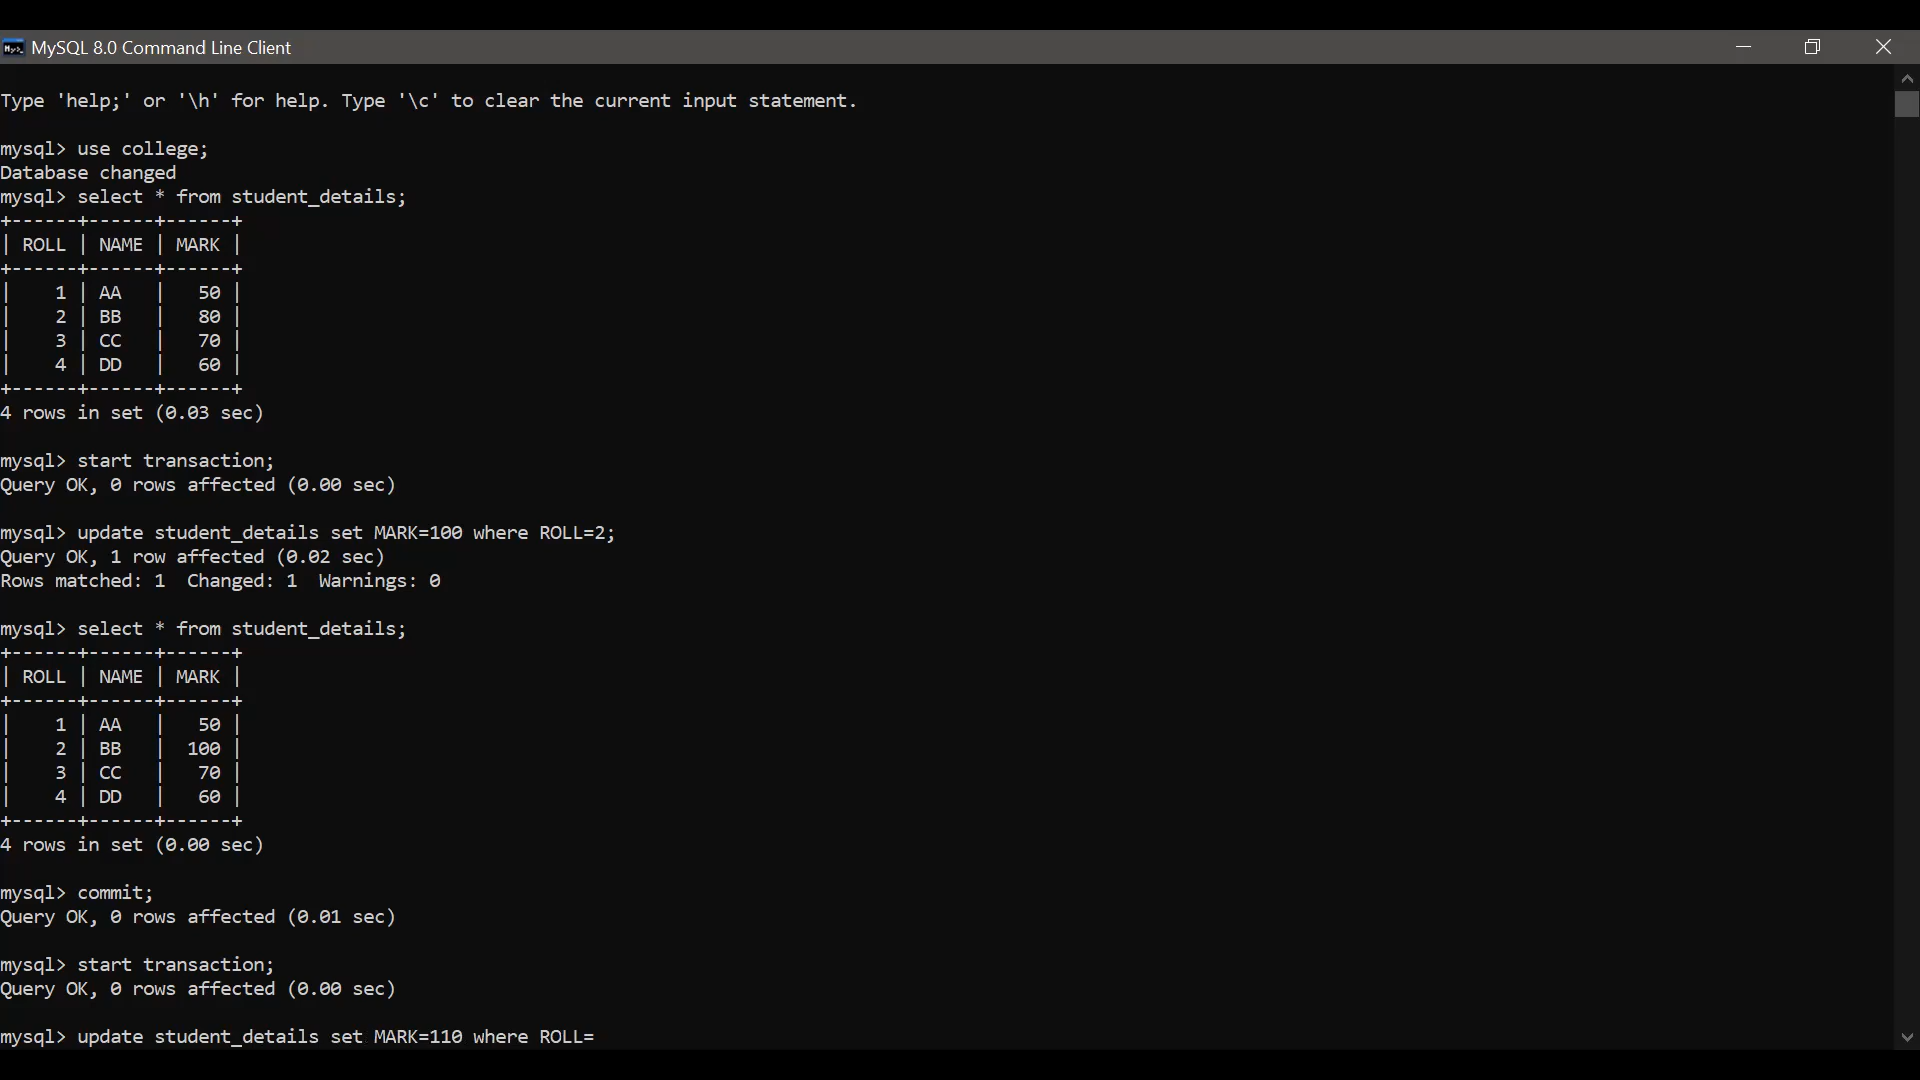 MySQL 8.0 Command Line Client
Type 'help;' or '\h' for help. Type '\c' to clear the current input statement.
mysql> use college;
Database changed
mysql> select * from student_details;
+------+------+------+
| ROLL | NAME | MARK |
+------+------+------+
|    1 | AA   |   50 |
|    2 | BB   |   80 |
|    3 | CC   |   70 |
|    4 | DD   |   60 |
+------+------+------+
4 rows in set (0.03 sec)
mysql> start transaction;
Query OK, 0 rows affected (0.00 sec)
mysql> update student_details set MARK=100 where ROLL=2;
Query OK, 1 row affected (0.02 sec)
Rows matched: 1  Changed: 1  Warnings: 0
mysql> select * from student_details;
+------+------+------+
| ROLL | NAME | MARK |
+------+------+------+
|    1 | AA   |   50 |
|    2 | BB   |  100 |
|    3 | CC   |   70 |
|    4 | DD   |   60 |
+------+------+------+
4 rows in set (0.00 sec)
mysql> commit;
Query OK, 0 rows affected (0.01 sec)
mysql> start transaction;
Query OK, 0 rows affected (0.00 sec)
mysql> update student_details set MARK=110 where ROLL=